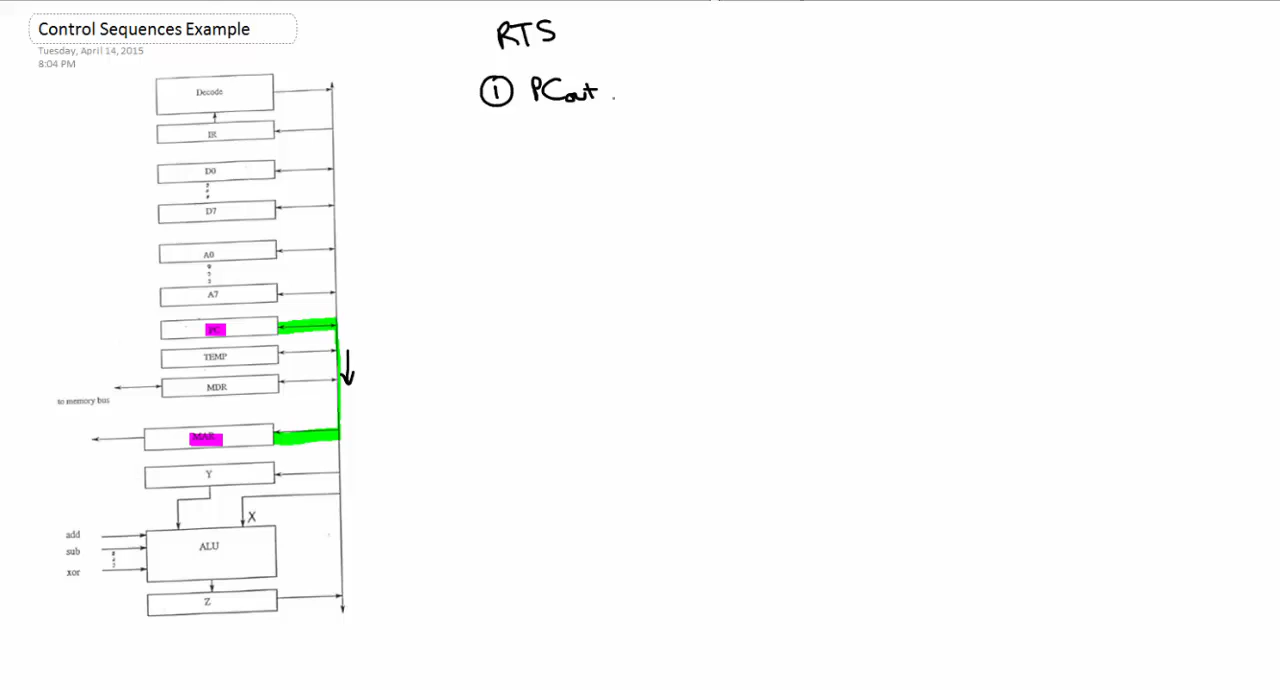 Control Sequences Example
Tuesday, April 14, 2015
8:04 PM
RTS
① PCout
Decode
IR
D0
D7
A0
A7
PC
TEMP
MDR
to memory bus
MAR
Y
X
add
sub
xor
ALU
Z